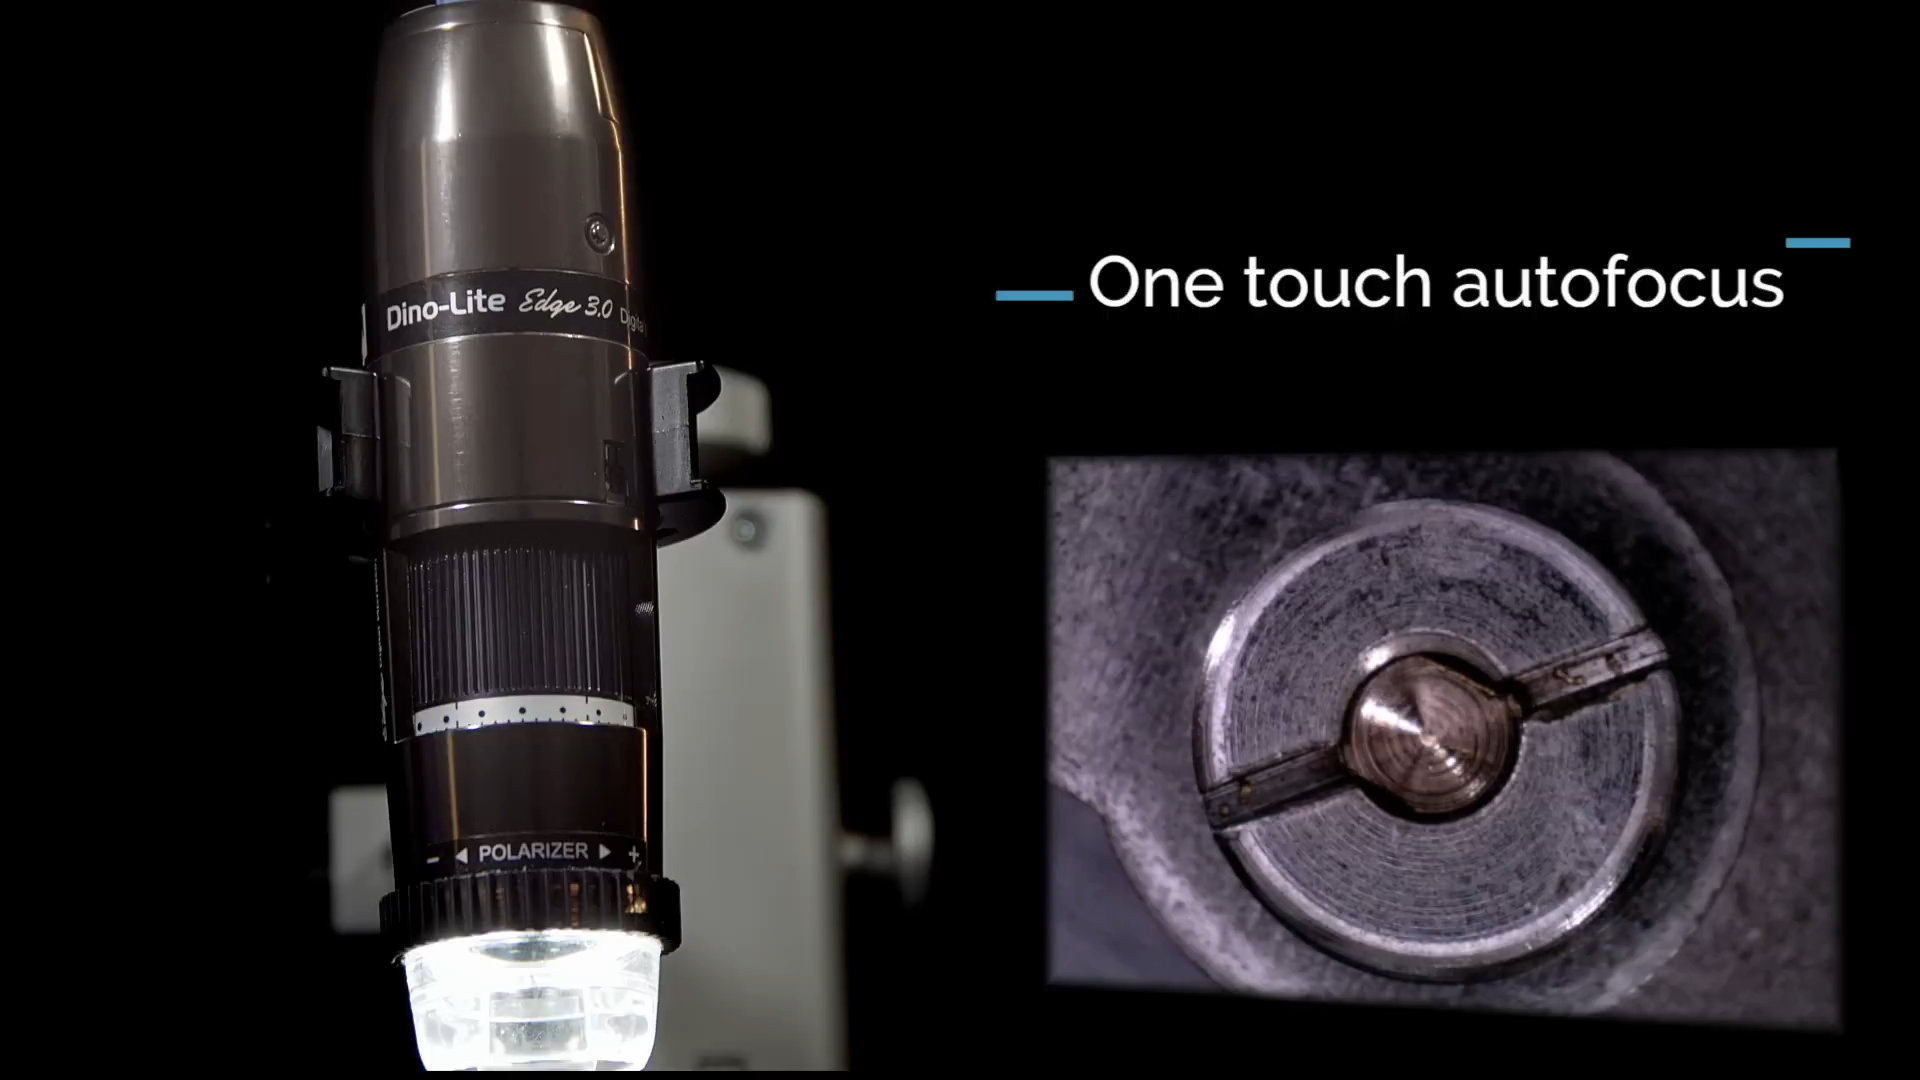 Dino-Lite Edge 3.0
One touch autofocus
- ◀ POLARIZER ▶ +